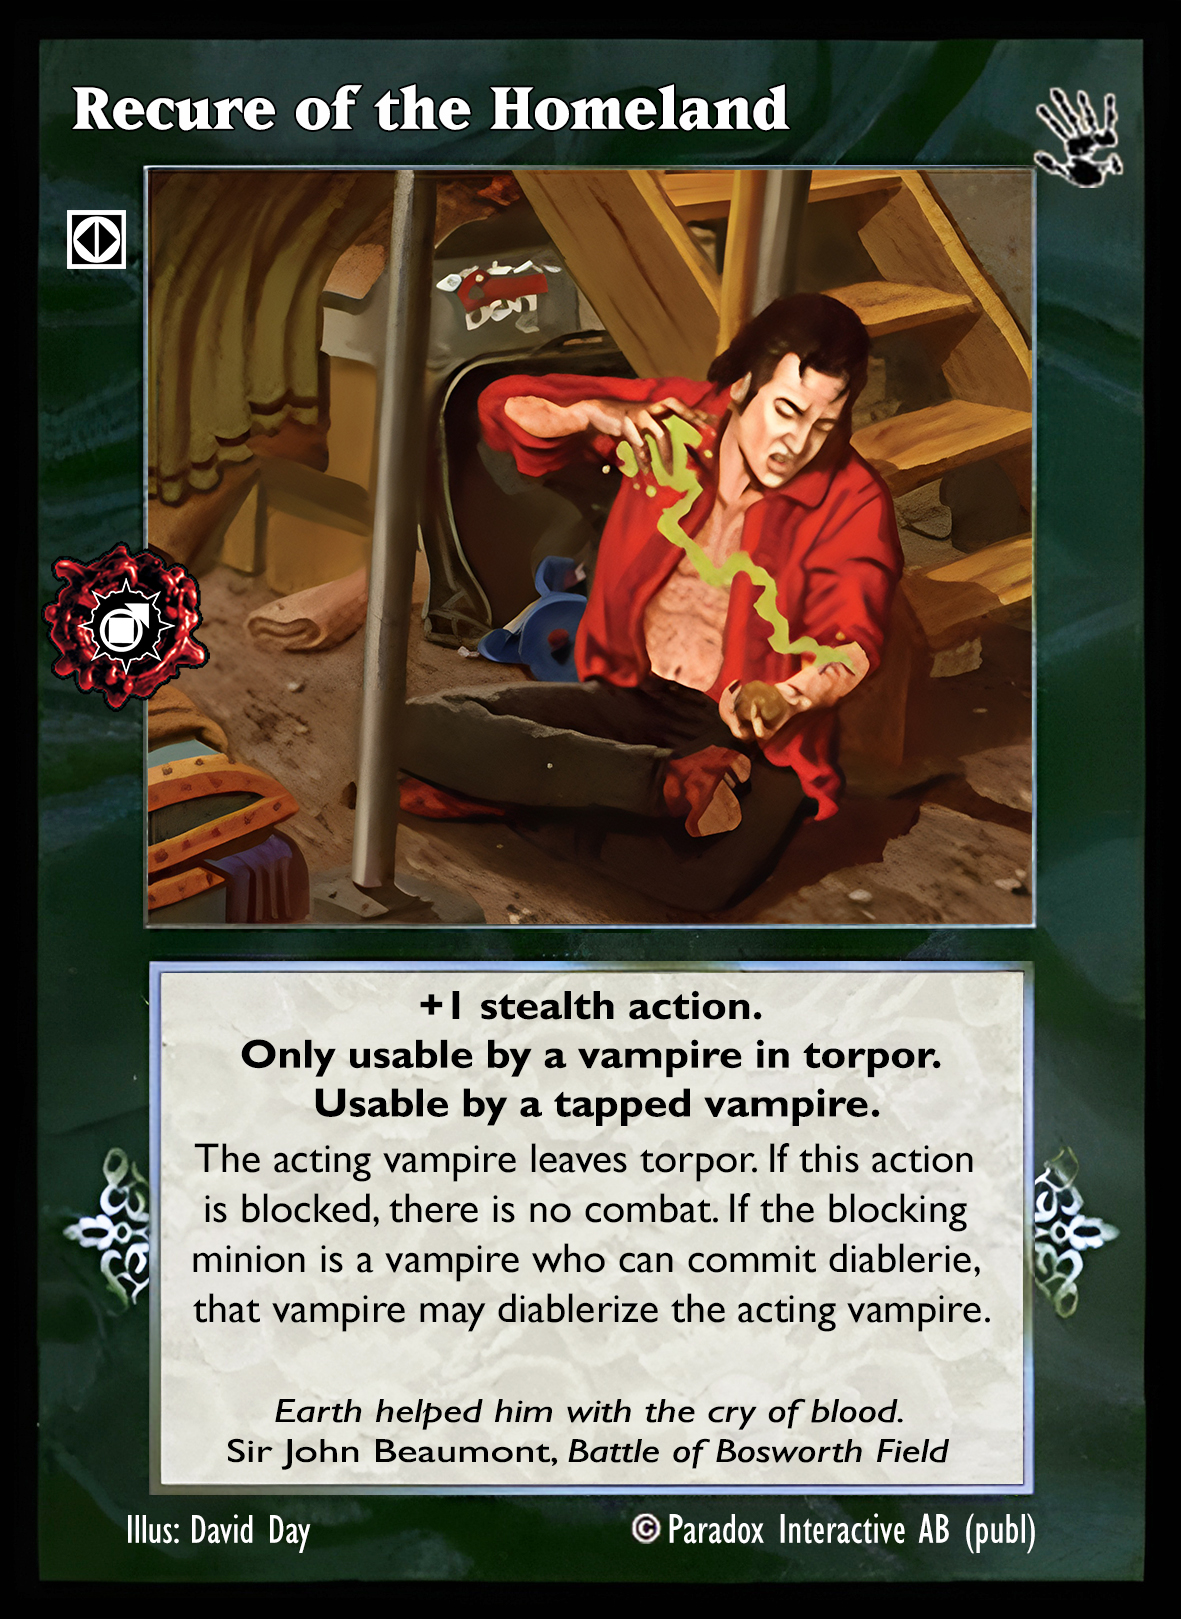 Recure of the Homeland
+1 stealth action.
Only usable by a vampire in torpor.
Usable by a tapped vampire.
The acting vampire leaves torpor. If this action
is blocked, there is no combat. If the blocking
minion is a vampire who can commit diablerie,
that vampire may diablerize the acting vampire.
Earth helped him with the cry of blood.
Sir John Beaumont, Battle of Bosworth Field
Illus: David Day
© Paradox Interactive AB (publ)